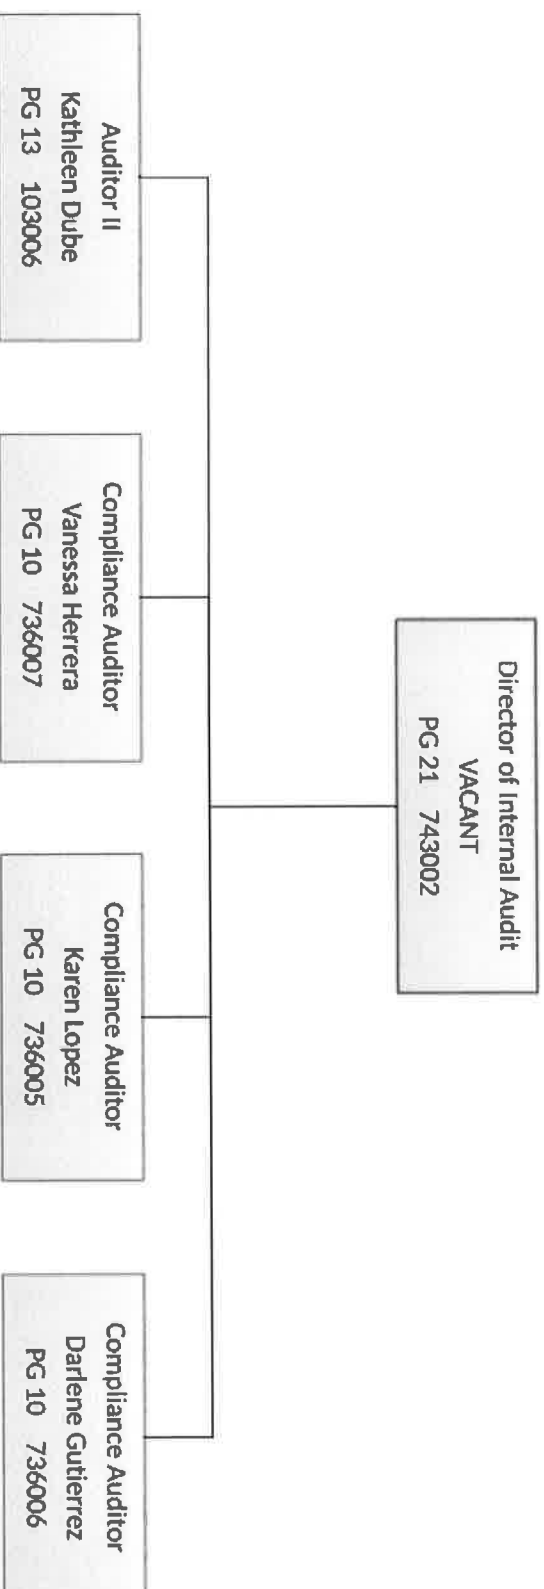 Director of Internal Audit
VACANT
PG 21 743002
Auditor II
Kathleen Dube
PG 13 103006
Compliance Auditor
Vanessa Herrera
PG 10 736007
Compliance Auditor
Karen Lopez
PG 10 736005
Compliance Auditor
Darlene Gutierrez
PG 10 736006